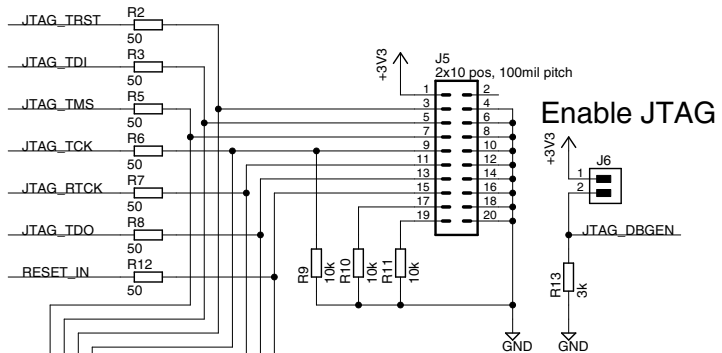 JTAG_TRST R2
50
JTAG_TDI R3
50
JTAG_TMS R5
50
JTAG_TCK R6
50
JTAG_RTCK R7
50
JTAG_TDO R8
50
RESET_IN R12
50
+3V3
J5
2x10 pos, 100mil pitch
1 2
3 4
5 6
7 8
9 10
11 12
13 14
15 16
17 18
19 20
R9 10k
R10 10k
R11 10k
GND
Enable JTAG
+3V3
J6
1
2
JTAG_DBGEN
R13 3k
GND